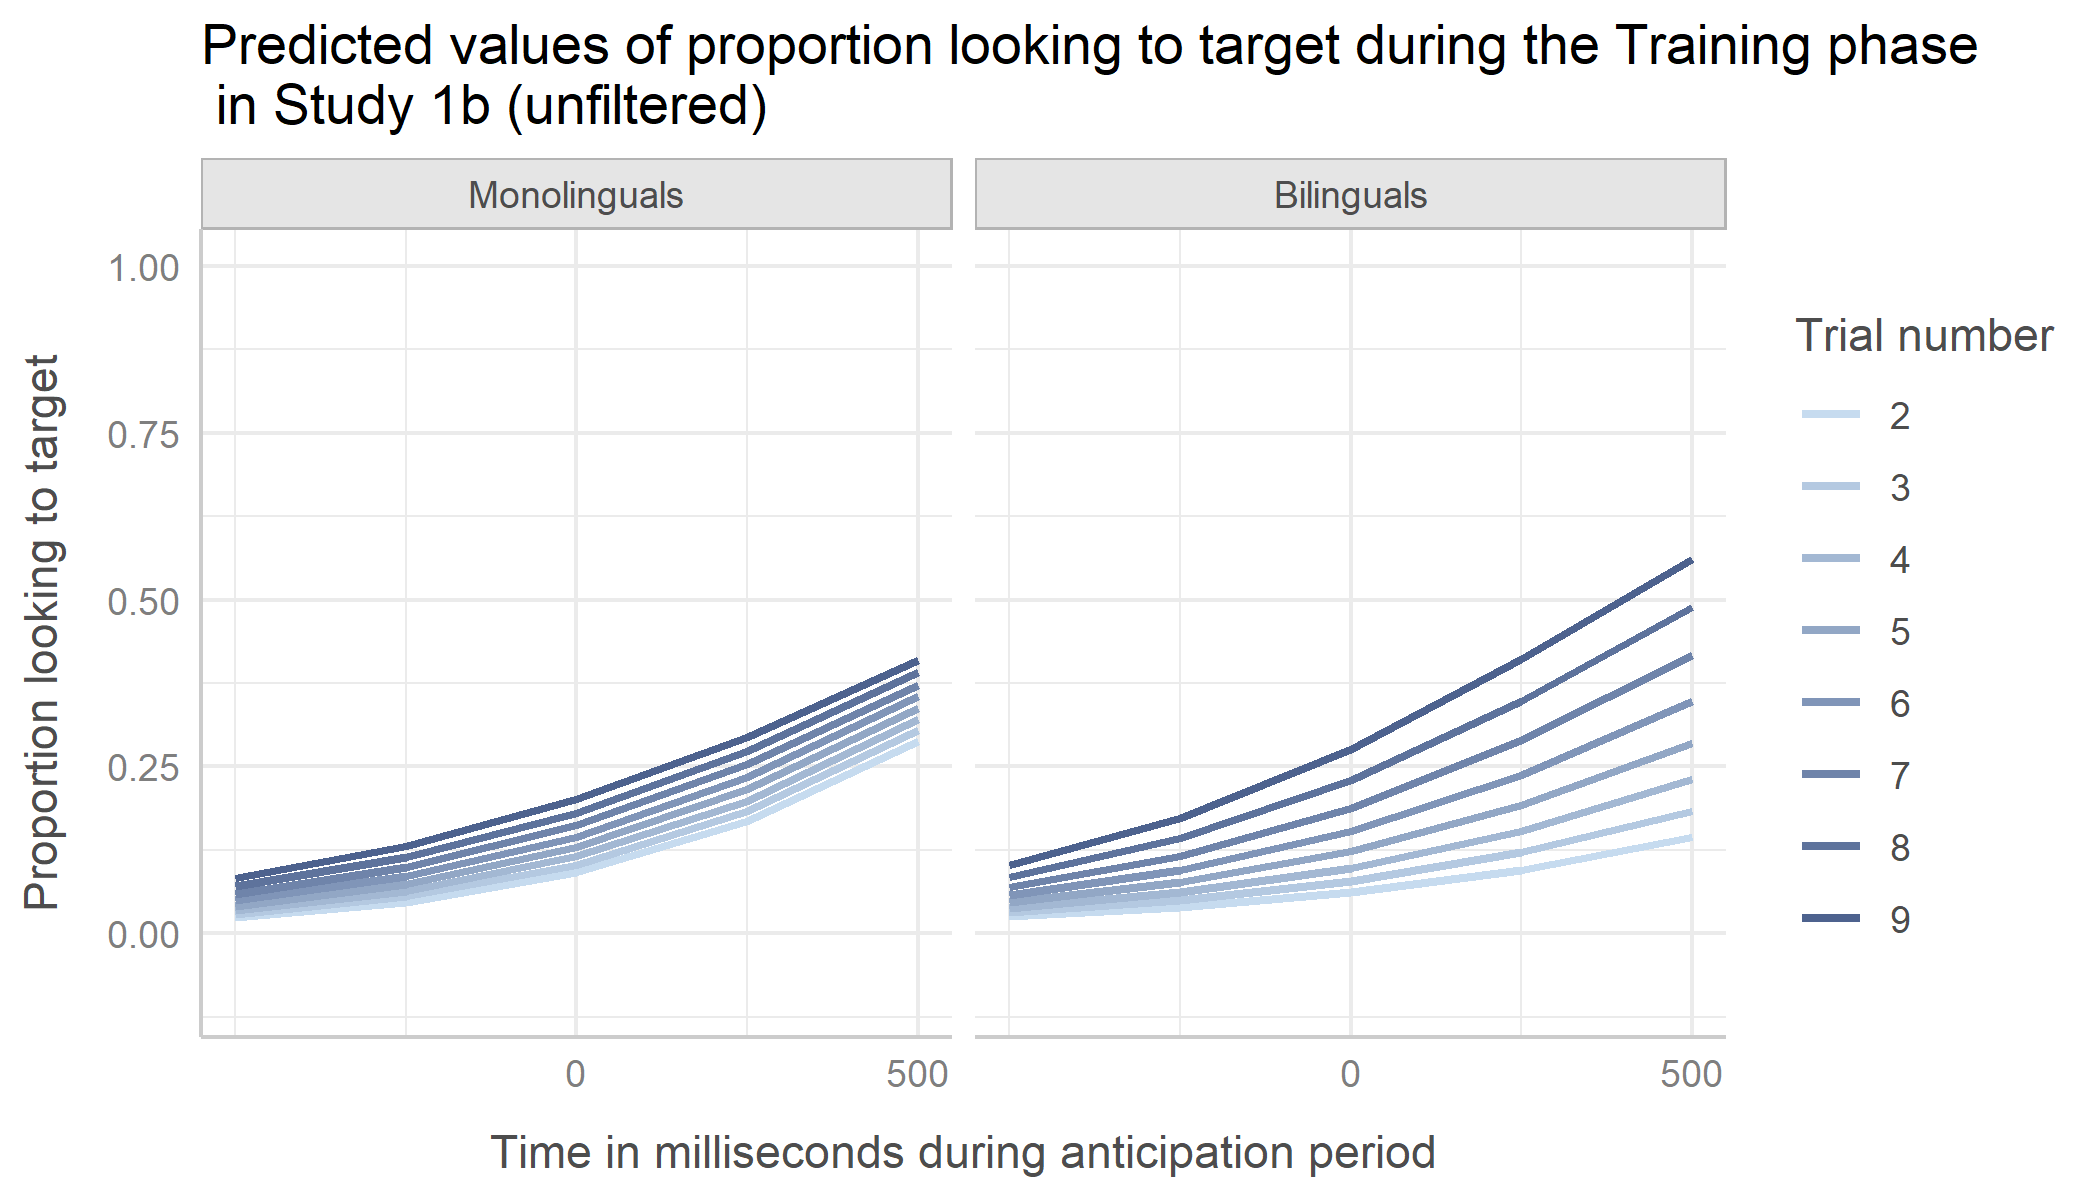 Predicted values of proportion looking to target during the Training phase
in Study 1b (unfiltered)
Monolinguals
Bilinguals
1.00
0.75
0.50
0.25
0.00
Proportion looking to target
0
500
0
500
Time in milliseconds during anticipation period
Trial number
2
3
4
5
6
7
8
9